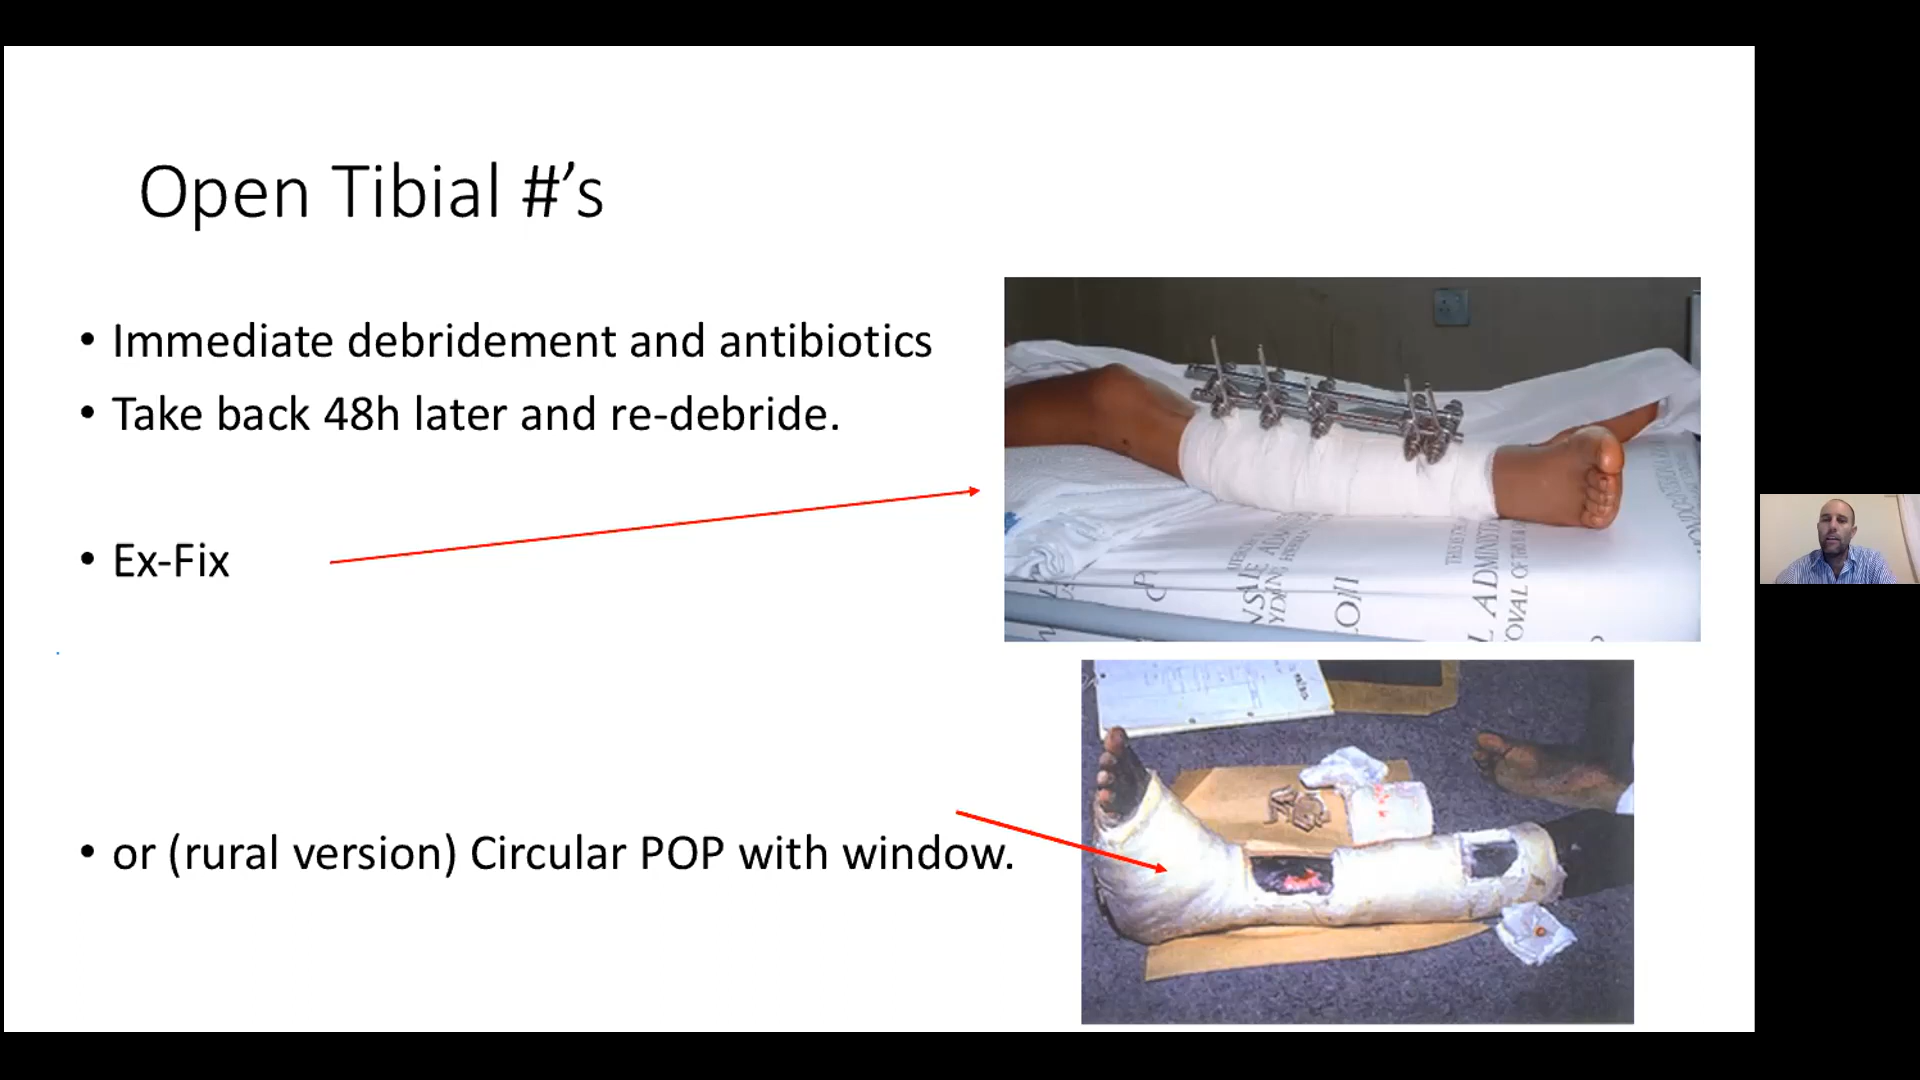 Open Tibial #’s
• Immediate debridement and antibiotics
• Take back 48h later and re-debride.
• Ex-Fix
• or (rural version) Circular POP with window.